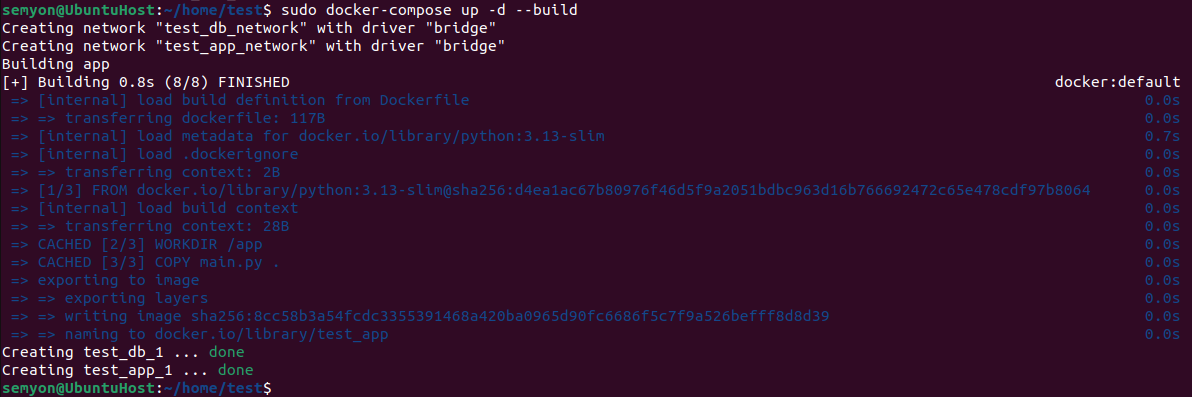 semyon@UbuntuHost:~/home/test$ sudo docker-compose up -d --build
Creating network "test_db_network" with driver "bridge"
Creating network "test_app_network" with driver "bridge"
Building app
[+] Building 0.8s (8/8) FINISHED docker:default
=> [internal] load build definition from Dockerfile 0.0s
=> => transferring dockerfile: 117B 0.0s
=> [internal] load metadata for docker.io/library/python:3.13-slim 0.7s
=> [internal] load .dockerignore 0.0s
=> => transferring context: 2B 0.0s
=> [1/3] FROM docker.io/library/python:3.13-slim@sha256:d4ea1ac67b80976f46d5f9a2051bdbc963d16b766692472c65e478cdf97b8064 0.0s
=> [internal] load build context 0.0s
=> => transferring context: 28B 0.0s
=> CACHED [2/3] WORKDIR /app 0.0s
=> CACHED [3/3] COPY main.py . 0.0s
=> exporting to image 0.0s
=> => exporting layers 0.0s
=> => writing image sha256:8cc58b3a54fcdc3355391468a420ba0965d90fc6686f5c7f9a526befff8d8d39 0.0s
=> => naming to docker.io/library/test_app 0.0s
Creating test_db_1 ... done
Creating test_app_1 ... done
semyon@UbuntuHost:~/home/test$